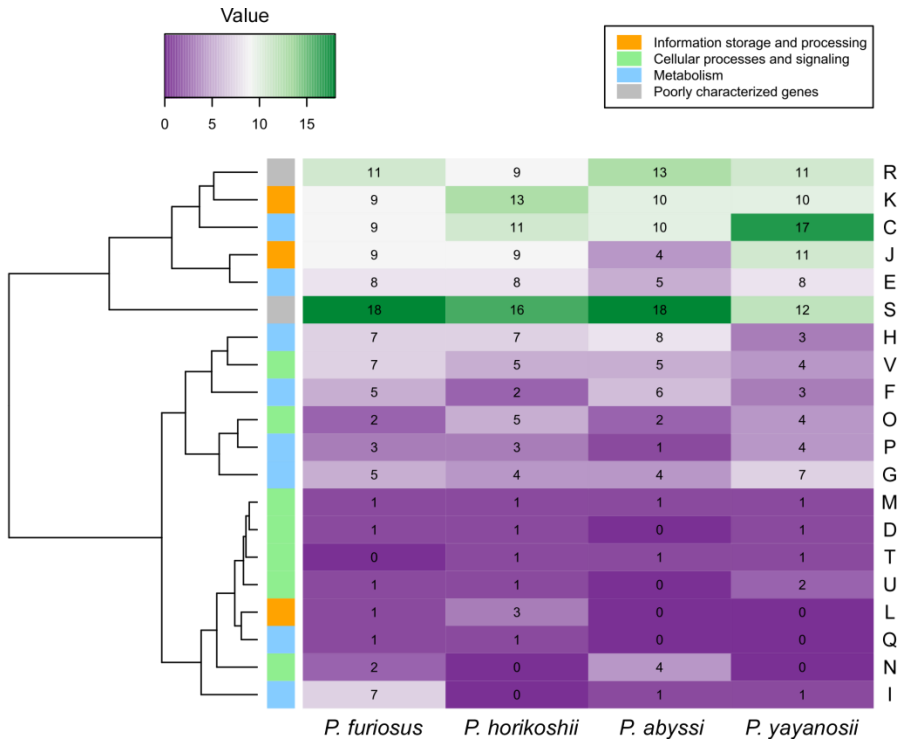 Value
0 5 10 15
Information storage and processing
Cellular processes and signaling
Metabolism
Poorly characterized genes
11 9 13 11 R
9 13 10 10 K
9 11 10 17 C
9 9 4 11 J
8 8 5 8 E
18 16 18 12 S
7 7 8 3 H
7 5 5 4 V
5 2 6 3 F
2 5 2 4 O
3 3 1 4 P
5 4 4 7 G
1 1 1 1 M
1 1 0 1 D
0 1 1 1 T
1 1 0 2 U
1 3 0 0 L
1 1 0 0 Q
2 0 4 0 N
7 0 1 1 I
P. furiosus P. horikoshii P. abyssi P. yayanosii